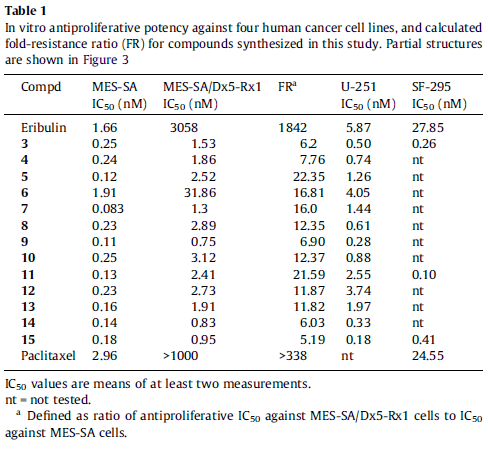 Table 1
In vitro antiproliferative potency against four human cancer cell lines, and calculated
fold-resistance ratio (FR) for compounds synthesized in this study. Partial structures
are shown in Figure 3
Compd MES-SA MES-SA/Dx5-Rx1 FRᵃ U-251 SF-295
IC₅₀ (nM) IC₅₀ (nM) IC₅₀ (nM) IC₅₀ (nM)
Eribulin 1.66 3058 1842 5.87 27.85
3 0.25 1.53 6.2 0.50 0.26
4 0.24 1.86 7.76 0.74 nt
5 0.12 2.52 22.35 1.26 nt
6 1.91 31.86 16.81 4.05 nt
7 0.083 1.3 16.0 1.44 nt
8 0.23 2.89 12.35 0.61 nt
9 0.11 0.75 6.90 0.28 nt
10 0.25 3.12 12.37 0.88 nt
11 0.13 2.41 21.59 2.55 0.10
12 0.23 2.73 11.87 3.74 nt
13 0.16 1.91 11.82 1.97 nt
14 0.14 0.83 6.03 0.33 nt
15 0.18 0.95 5.19 0.18 0.41
Paclitaxel 2.96 >1000 >338 nt 24.55
IC₅₀ values are means of at least two measurements.
nt = not tested.
ᵃ Defined as ratio of antiproliferative IC₅₀ against MES-SA/Dx5-Rx1 cells to IC₅₀
against MES-SA cells.